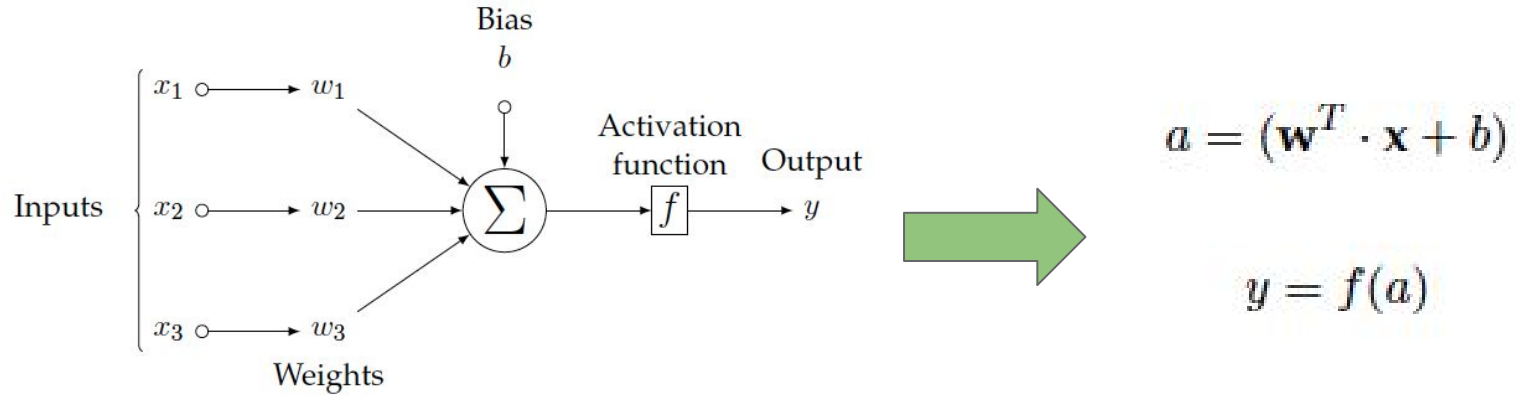 Bias
b
x1 w1
Activation
function
Output
Inputs
x2 w2
∑
f
y
x3 w3
Weights
a = (w^T · x + b)
y = f(a)